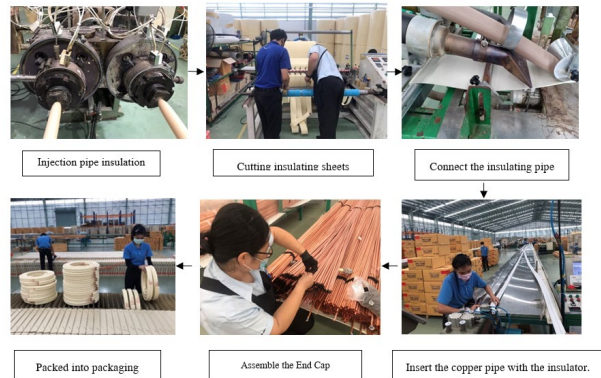 Injection pipe insulation
Cutting insulating sheets
Connect the insulating pipe
Packed into packaging
Assemble the End Cap
Insert the copper pipe with the insulator.